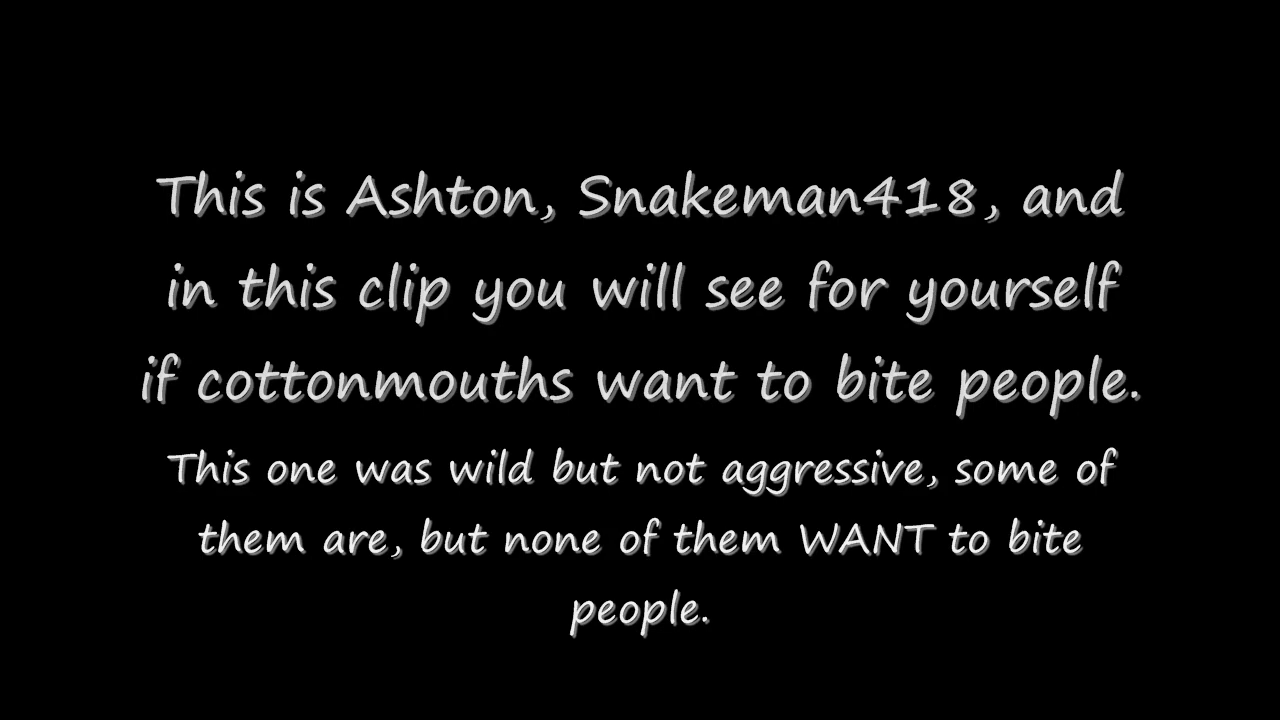 This is Ashton, Snakeman418, and
in this clip you will see for yourself
if cottonmouths want to bite people.
This one was wild but not aggressive, some of
them are, but none of them WANT to bite
people.